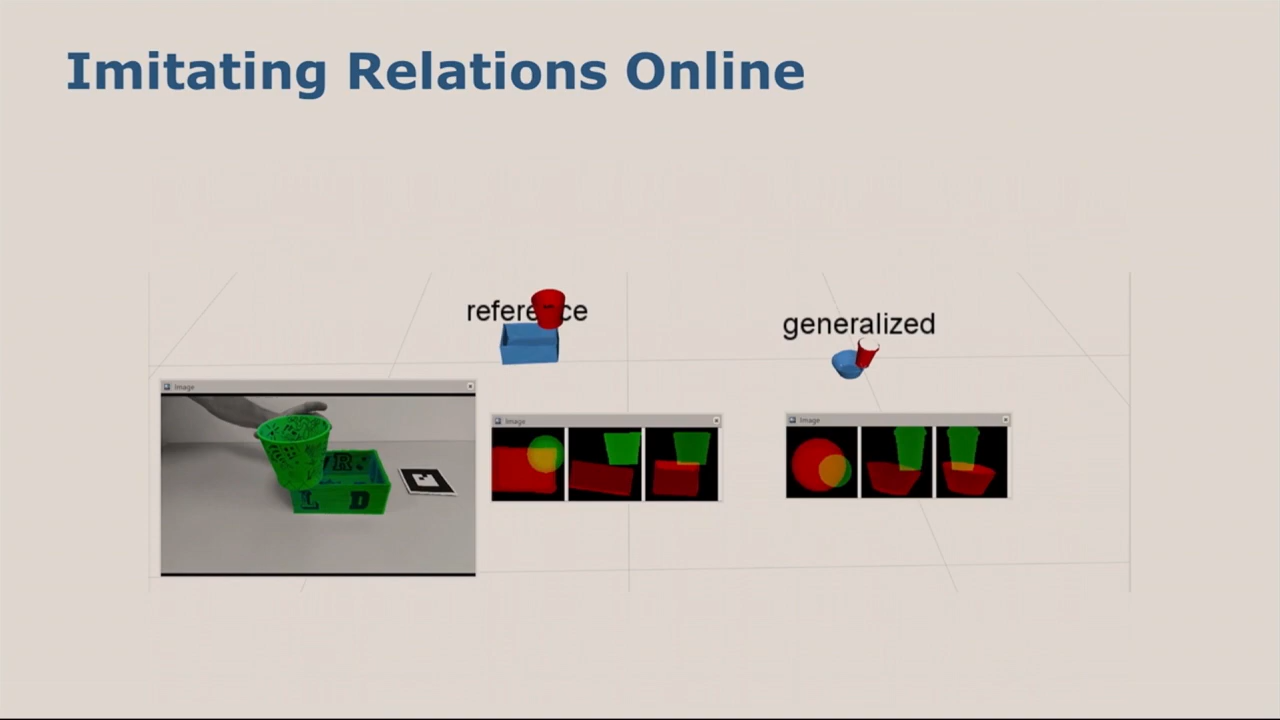 Imitating Relations Online
reference
generalized
Image
Image
Image
R.
L D